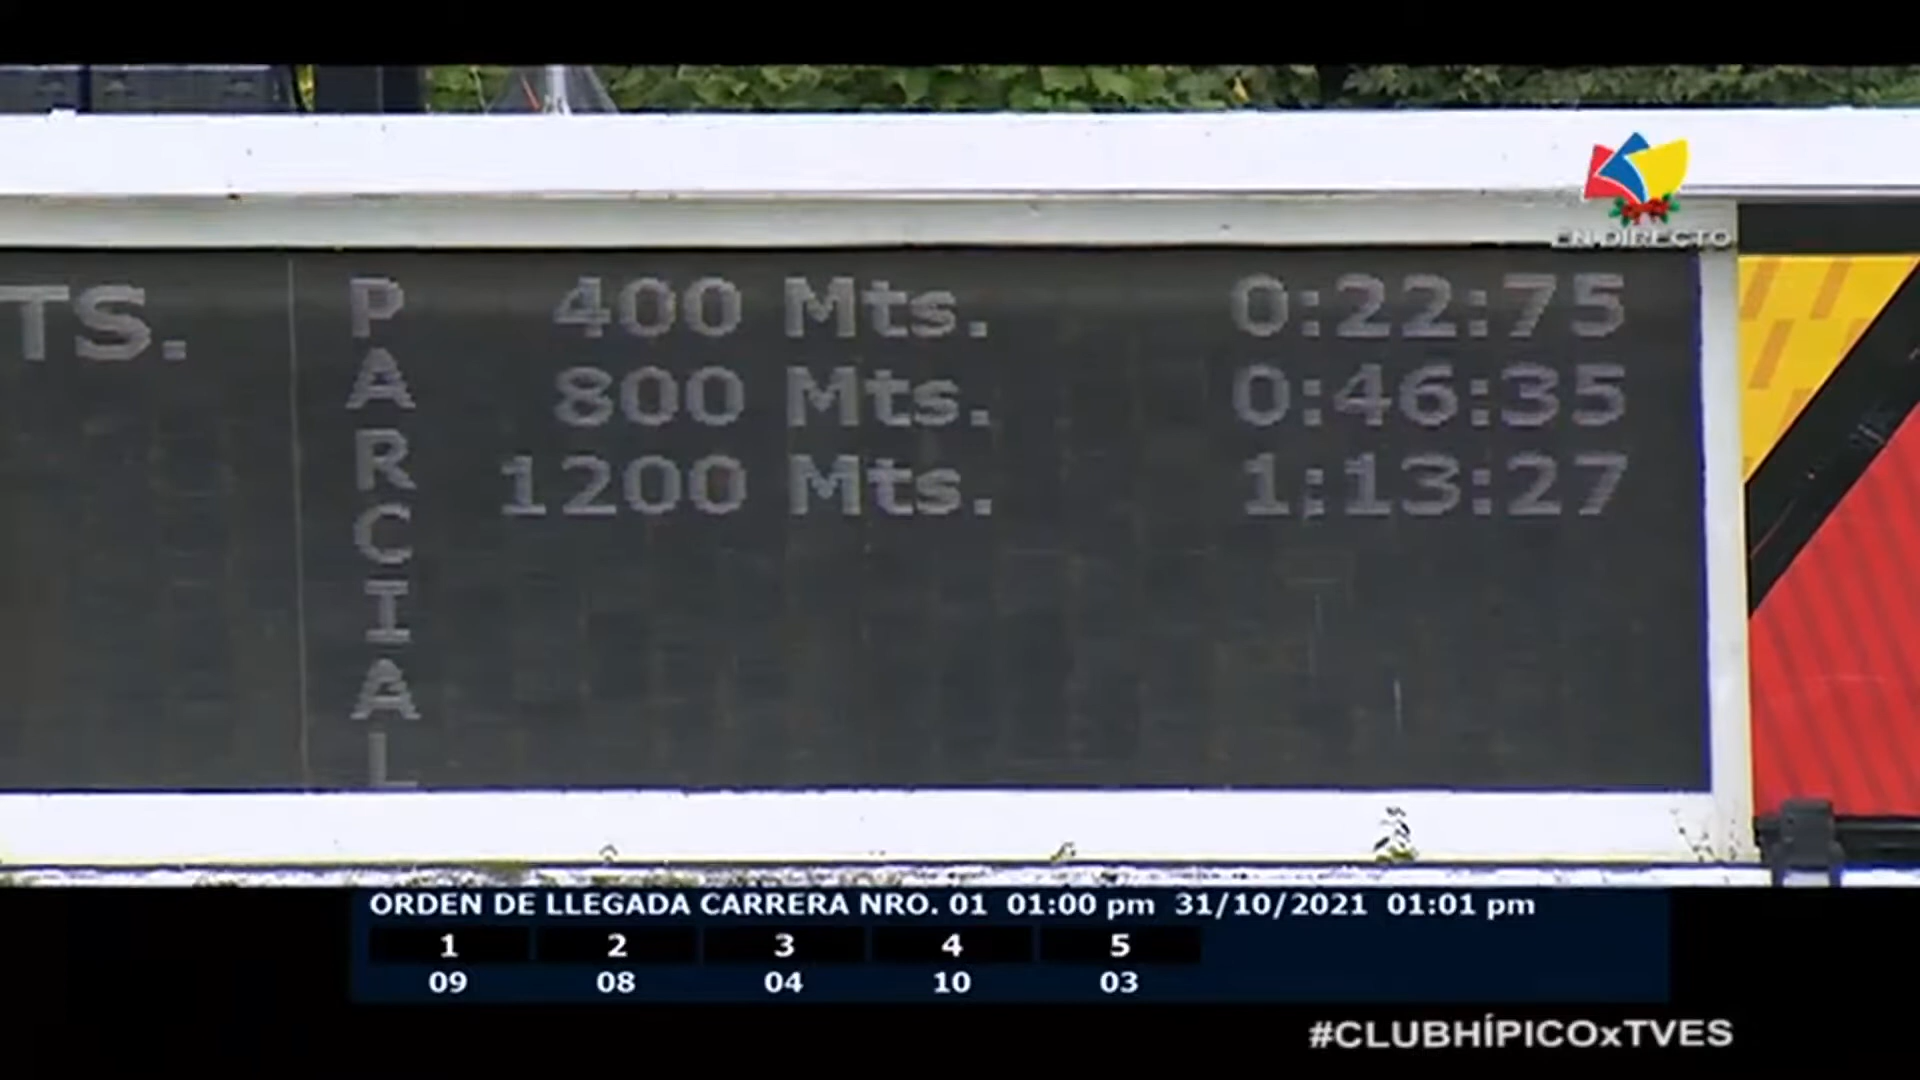 EN DIRECTO
TS.
PARCIAL
400 Mts. 0:22:75
800 Mts. 0:46:35
1200 Mts. 1:13:27
ORDEN DE LLEGADA CARRERA NRO. 01 01:00 pm 31/10/2021 01:01 pm
1 2 3 4 5
09 08 04 10 03
#CLUBHÍPICOxTVES